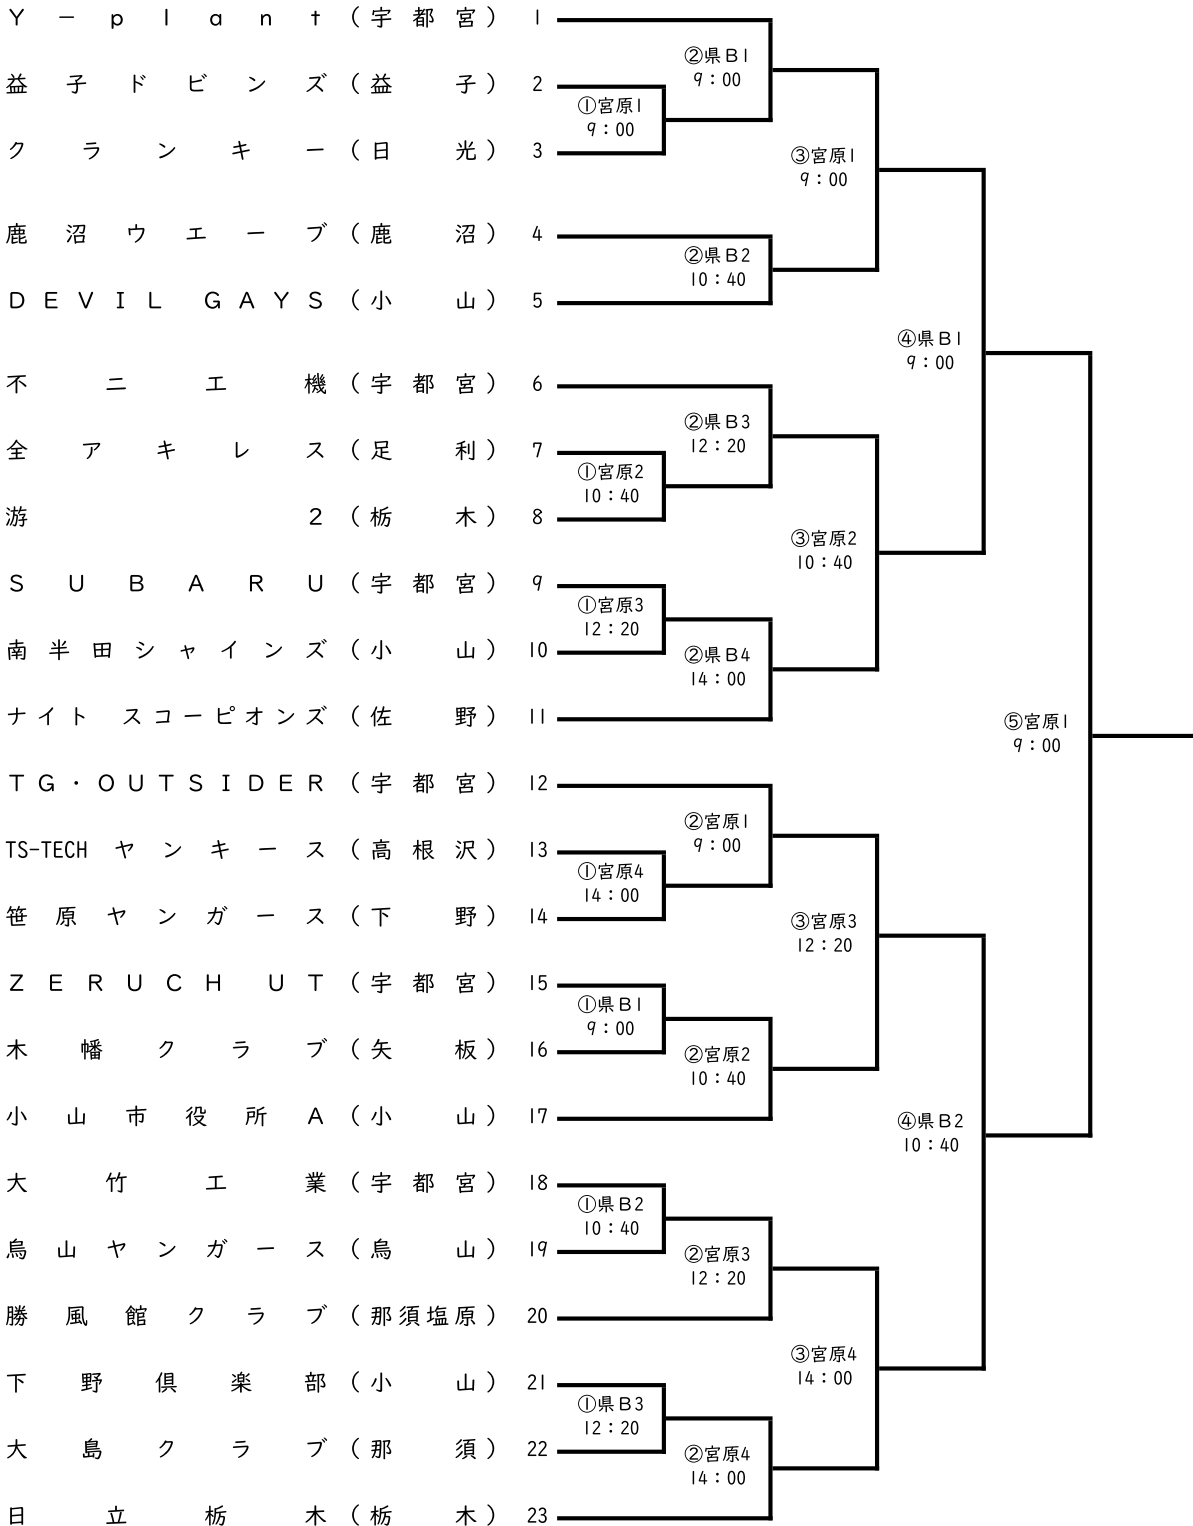 Y-plant(宇都宮) 1
益子ドビンズ(益子) 2
クランキー(日光) 3
鹿沼ウエーブ(鹿沼) 4
DEVIL GAYS(小山) 5
不二工機(宇都宮) 6
全アキレス(足利) 7
游2(栃木) 8
SUBARU(宇都宮) 9
南半田シャインズ(小山) 10
ナイト スコーピオンズ(佐野) 11
TG・OUTSIDER(宇都宮) 12
TS-TECH ヤンキース(高根沢) 13
笹原ヤンガース(下野) 14
ZERUCH UT(宇都宮) 15
木幡クラブ(矢板) 16
小山市役所A(小山) 17
大竹工業(宇都宮) 18
烏山ヤンガース(烏山) 19
勝風館クラブ(那須塩原) 20
下野倶楽部(小山) 21
大島クラブ(那須) 22
日立栃木(栃木) 23
①宮原1
9:00
①宮原2
10:40
①宮原3
12:20
①宮原4
14:00
①県B1
9:00
①県B2
10:40
①県B3
12:20
②県B1
9:00
②県B2
10:40
②県B3
12:20
②県B4
14:00
②宮原1
9:00
②宮原2
10:40
②宮原3
12:20
②宮原4
14:00
③宮原1
9:00
③宮原2
10:40
③宮原3
12:20
③宮原4
14:00
④県B1
9:00
④県B2
10:40
⑤宮原1
9:00